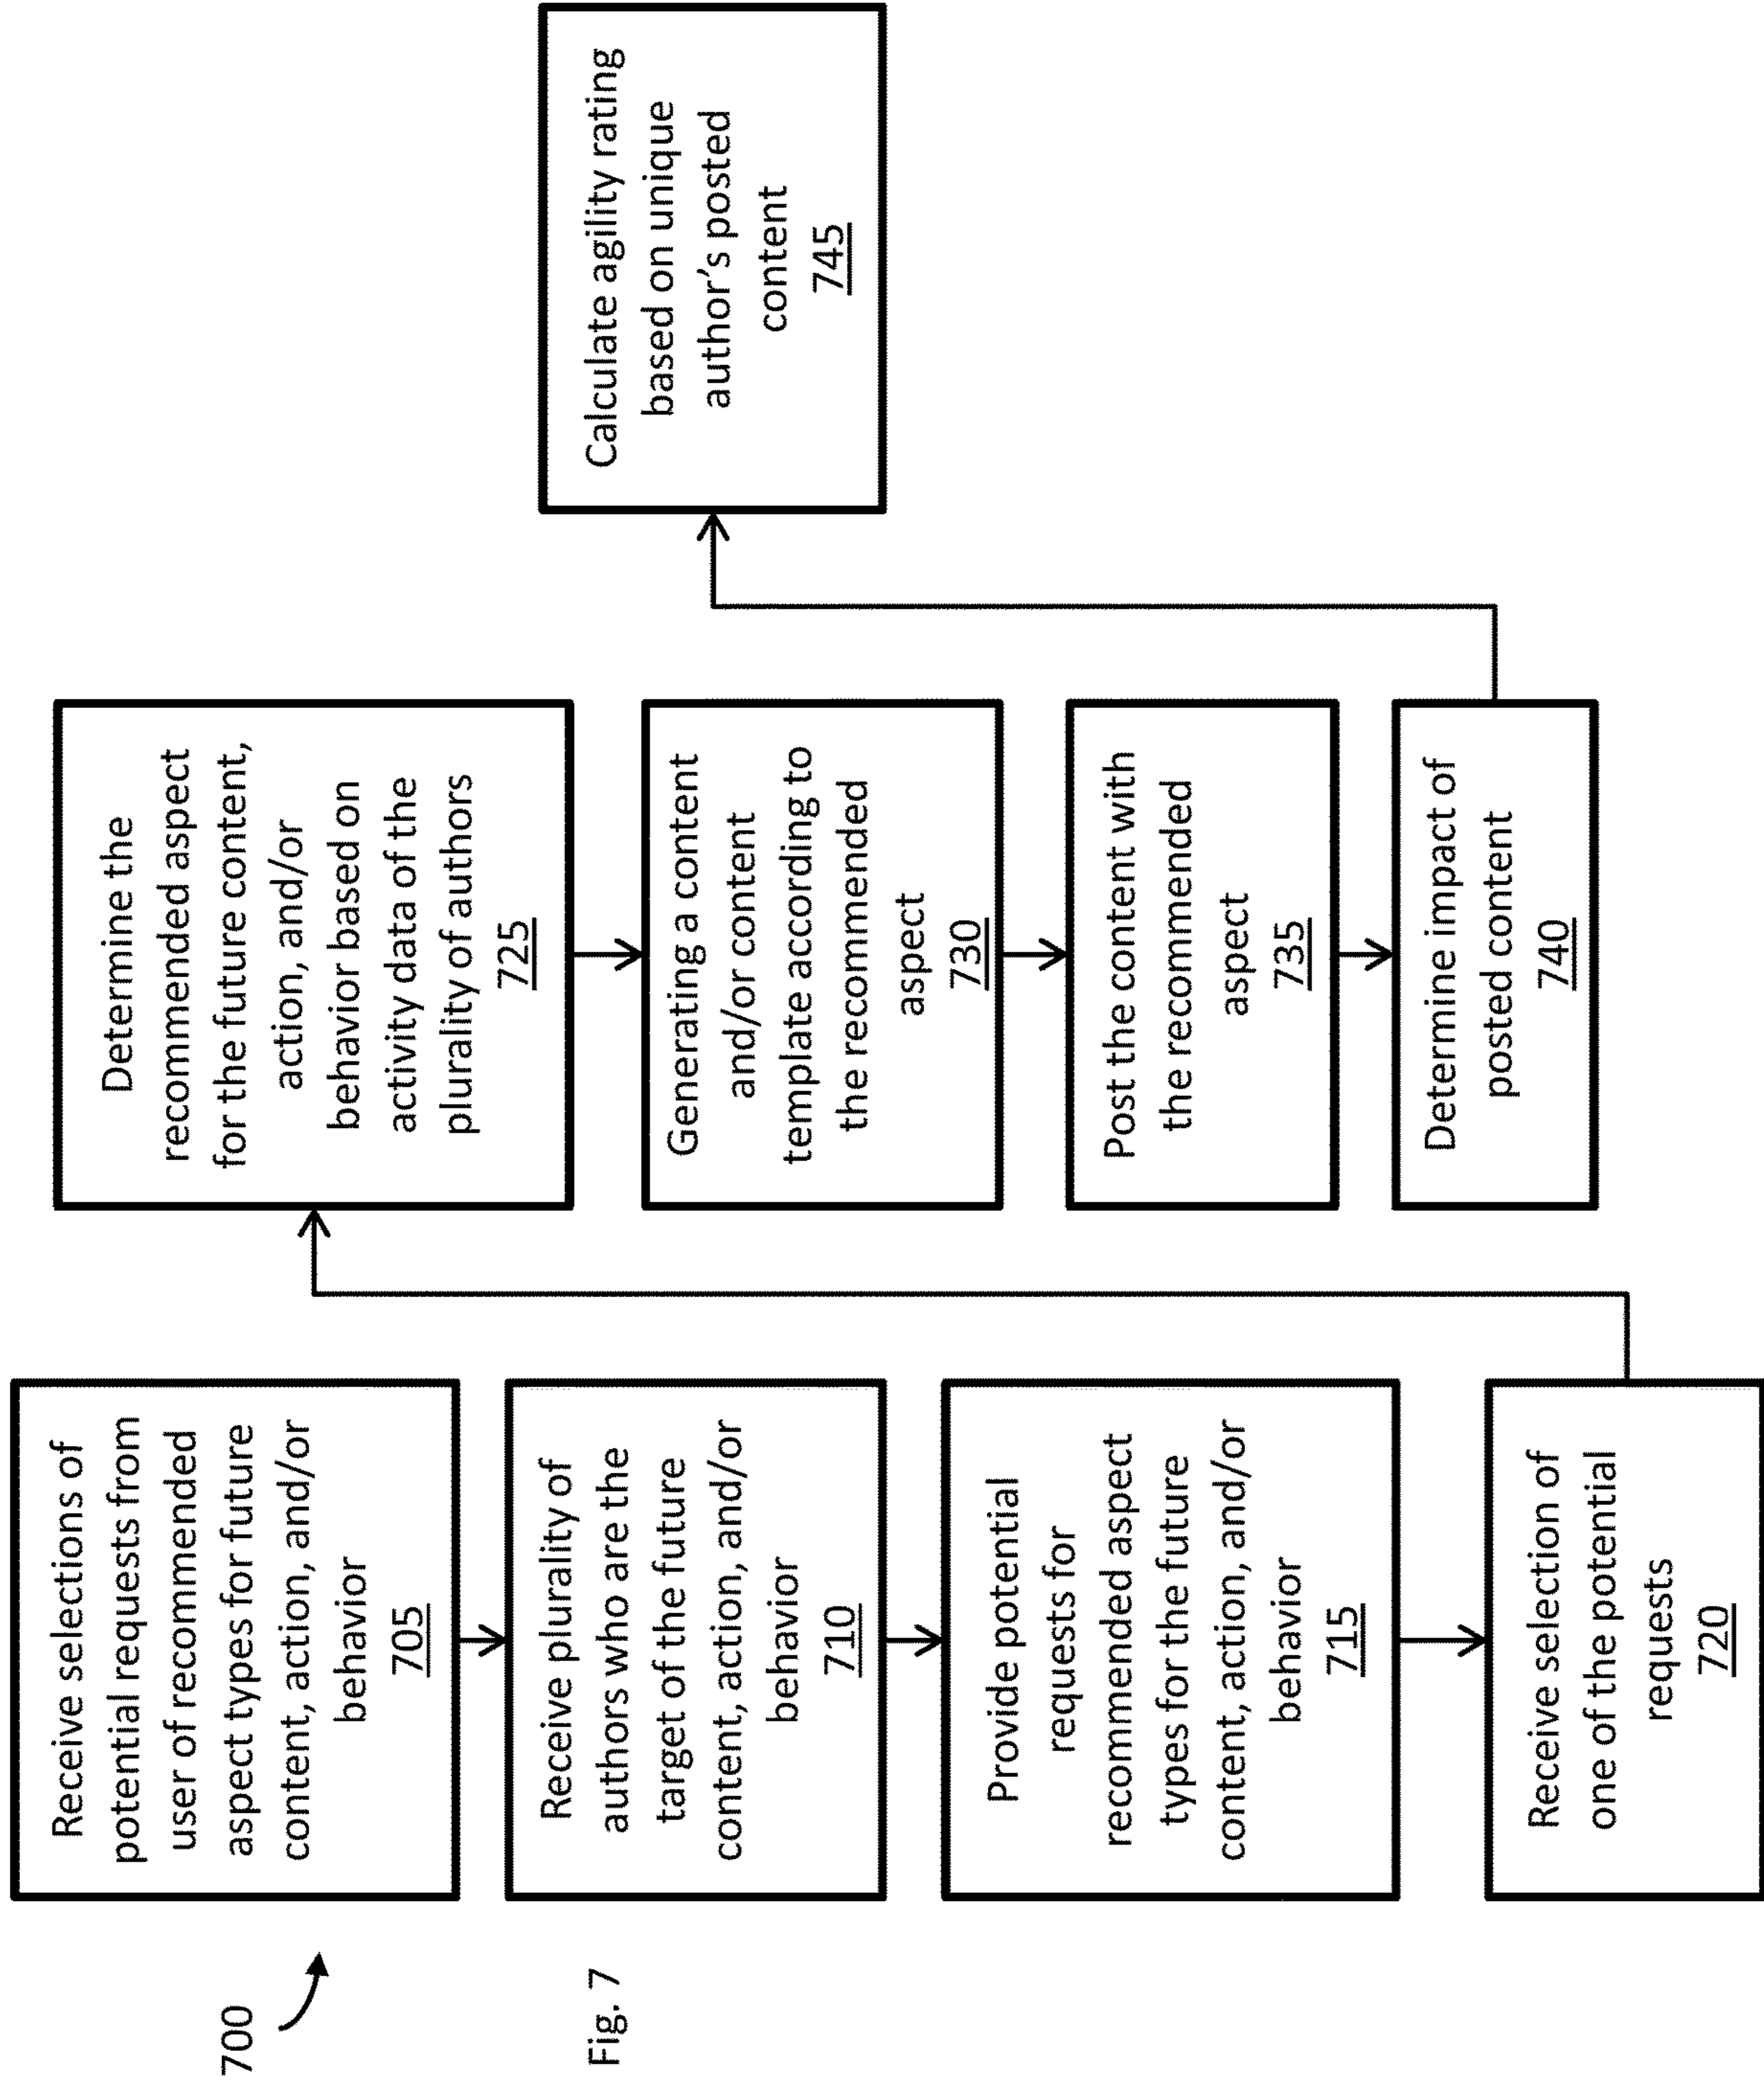 700
Fig. 7
Receive selections of
potential requests from
user of recommended
aspect types for future
content, action, and/or
behavior
705
Receive plurality of
authors who are the
target of the future
content, action, and/or
behavior
710
Provide potential
requests for
recommended aspect
types for the future
content, action, and/or
behavior
715
Receive selection of
one of the potential
requests
720
Determine the
recommended aspect
for the future content,
action, and/or
behavior based on
activity data of the
plurality of authors
725
Generating a content
and/or content
template according to
the recommended
aspect
730
Post the content with
the recommended
aspect
735
Determine impact of
posted content
740
Calculate agility rating
based on unique
author's posted
content
745